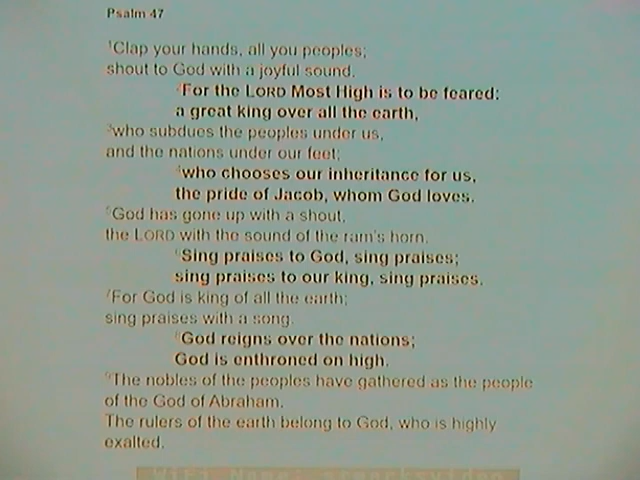 Psalm 47
1Clap your hands, all you peoples;
shout to God with a joyful sound.
2For the LORD Most High is to be feared;
a great king over all the earth,
3who subdues the peoples under us,
and the nations under our feet;
4who chooses our inheritance for us,
the pride of Jacob, whom God loves.
5God has gone up with a shout,
the LORD with the sound of the ram's horn.
6Sing praises to God, sing praises;
sing praises to our king, sing praises.
7For God is king of all the earth;
sing praises with a song.
8God reigns over the nations;
God is enthroned on high.
9The nobles of the peoples have gathered as the people
of the God of Abraham.
The rulers of the earth belong to God, who is highly
exalted.